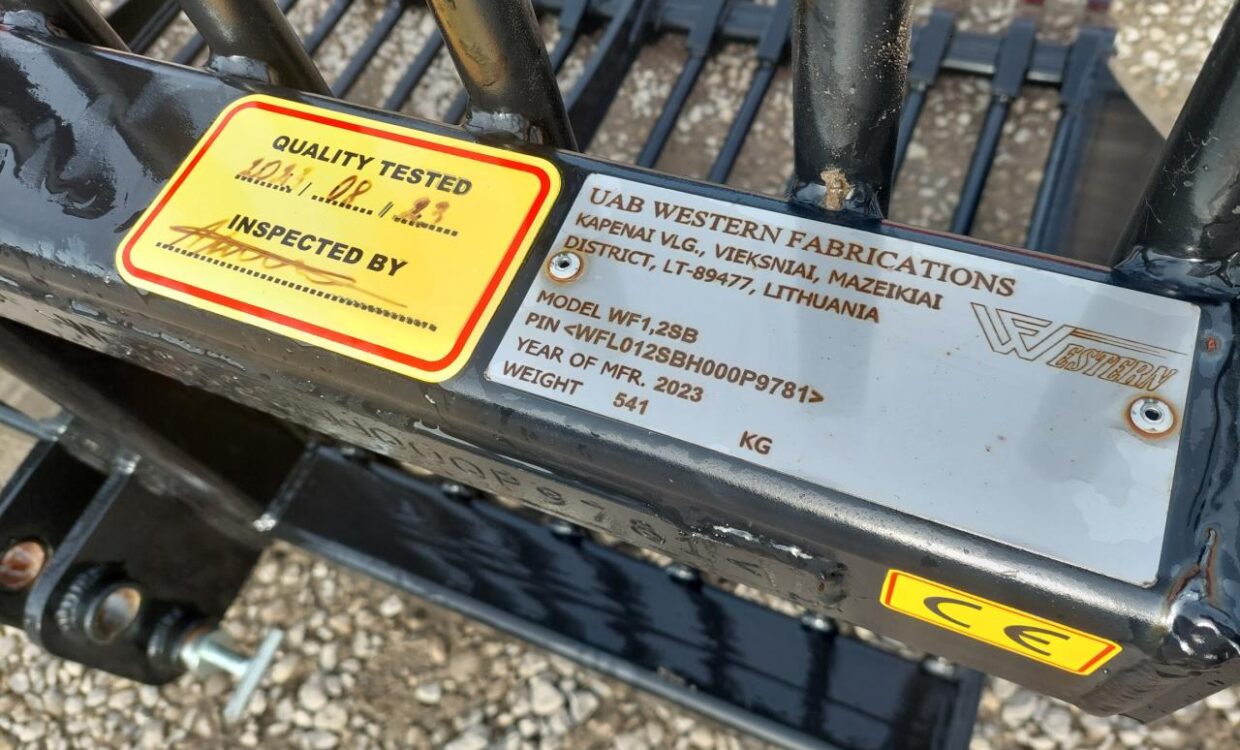 QUALITY TESTED
/ 08 // 23
INSPECTED BY
UAB WESTERN FABRICATIONS
KAPENAI VLG., VIEKSNIAI, MAZEIKIAI
DISTRICT, LT-89477, LITHUANIA
MODEL WF1,2SB
PIN <WFL012SBH000P9781>
YEAR OF MFR. 2023
WEIGHT 541
KG
WESTERN
CE